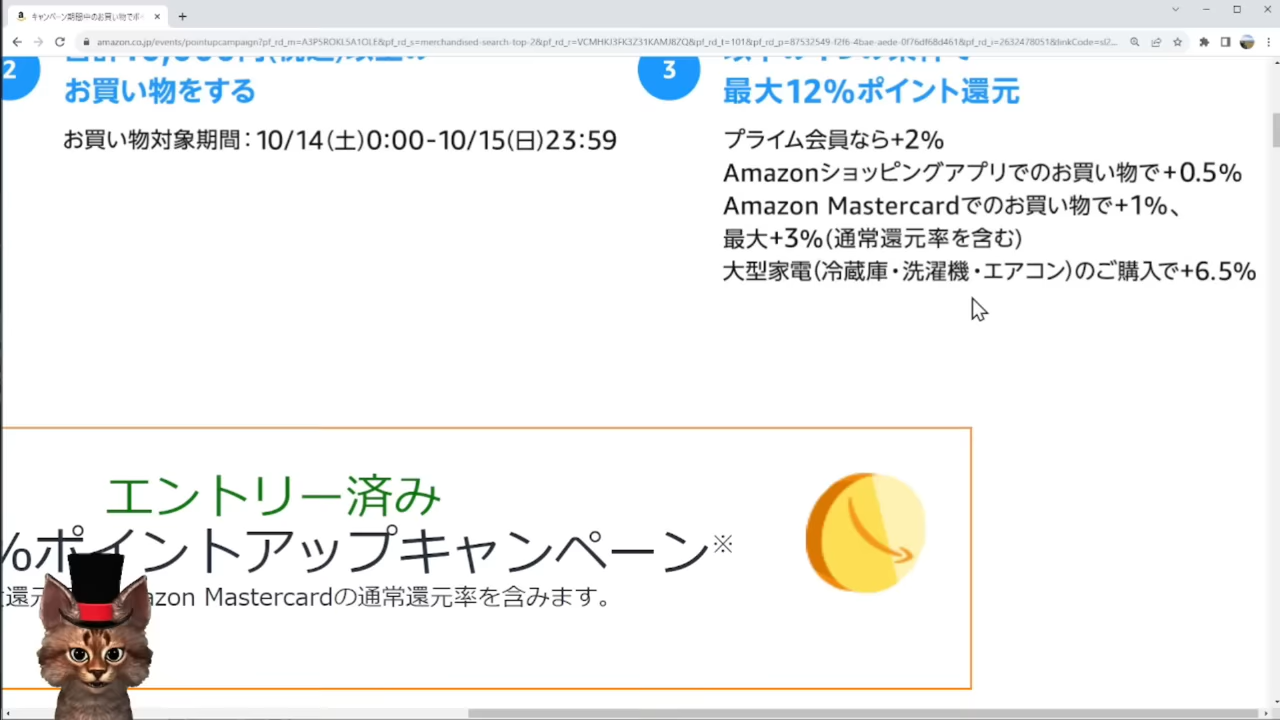 キャンペーン期間中のお買い物でポ
amazon.co.jp/events/pointupcampaign?pf_rd_m=A3P5ROKL5A1OLE&pf_rd_s=merchandised-search-top-2&pf_rd_r=VCMHKJ3FK3Z31KAMJ8ZQ&pf_rd_t=101&pf_rd_p=87532549-f2f6-4bae-aede-0f76df68d461&pf_rd_i=2632478051&linkCode=sl2...
2
お買い物をする
お買い物対象期間：10/14(土)0:00-10/15(日)23:59
3
最大12%ポイント還元
プライム会員なら+2%
Amazonショッピングアプリでのお買い物で+0.5%
Amazon Mastercardでのお買い物で+1%、
最大+3%(通常還元率を含む)
大型家電(冷蔵庫・洗濯機・エアコン)のご購入で+6.5%
エントリー済み
%ポイントアップキャンペーン※
還元 azon Mastercardの通常還元率を含みます。